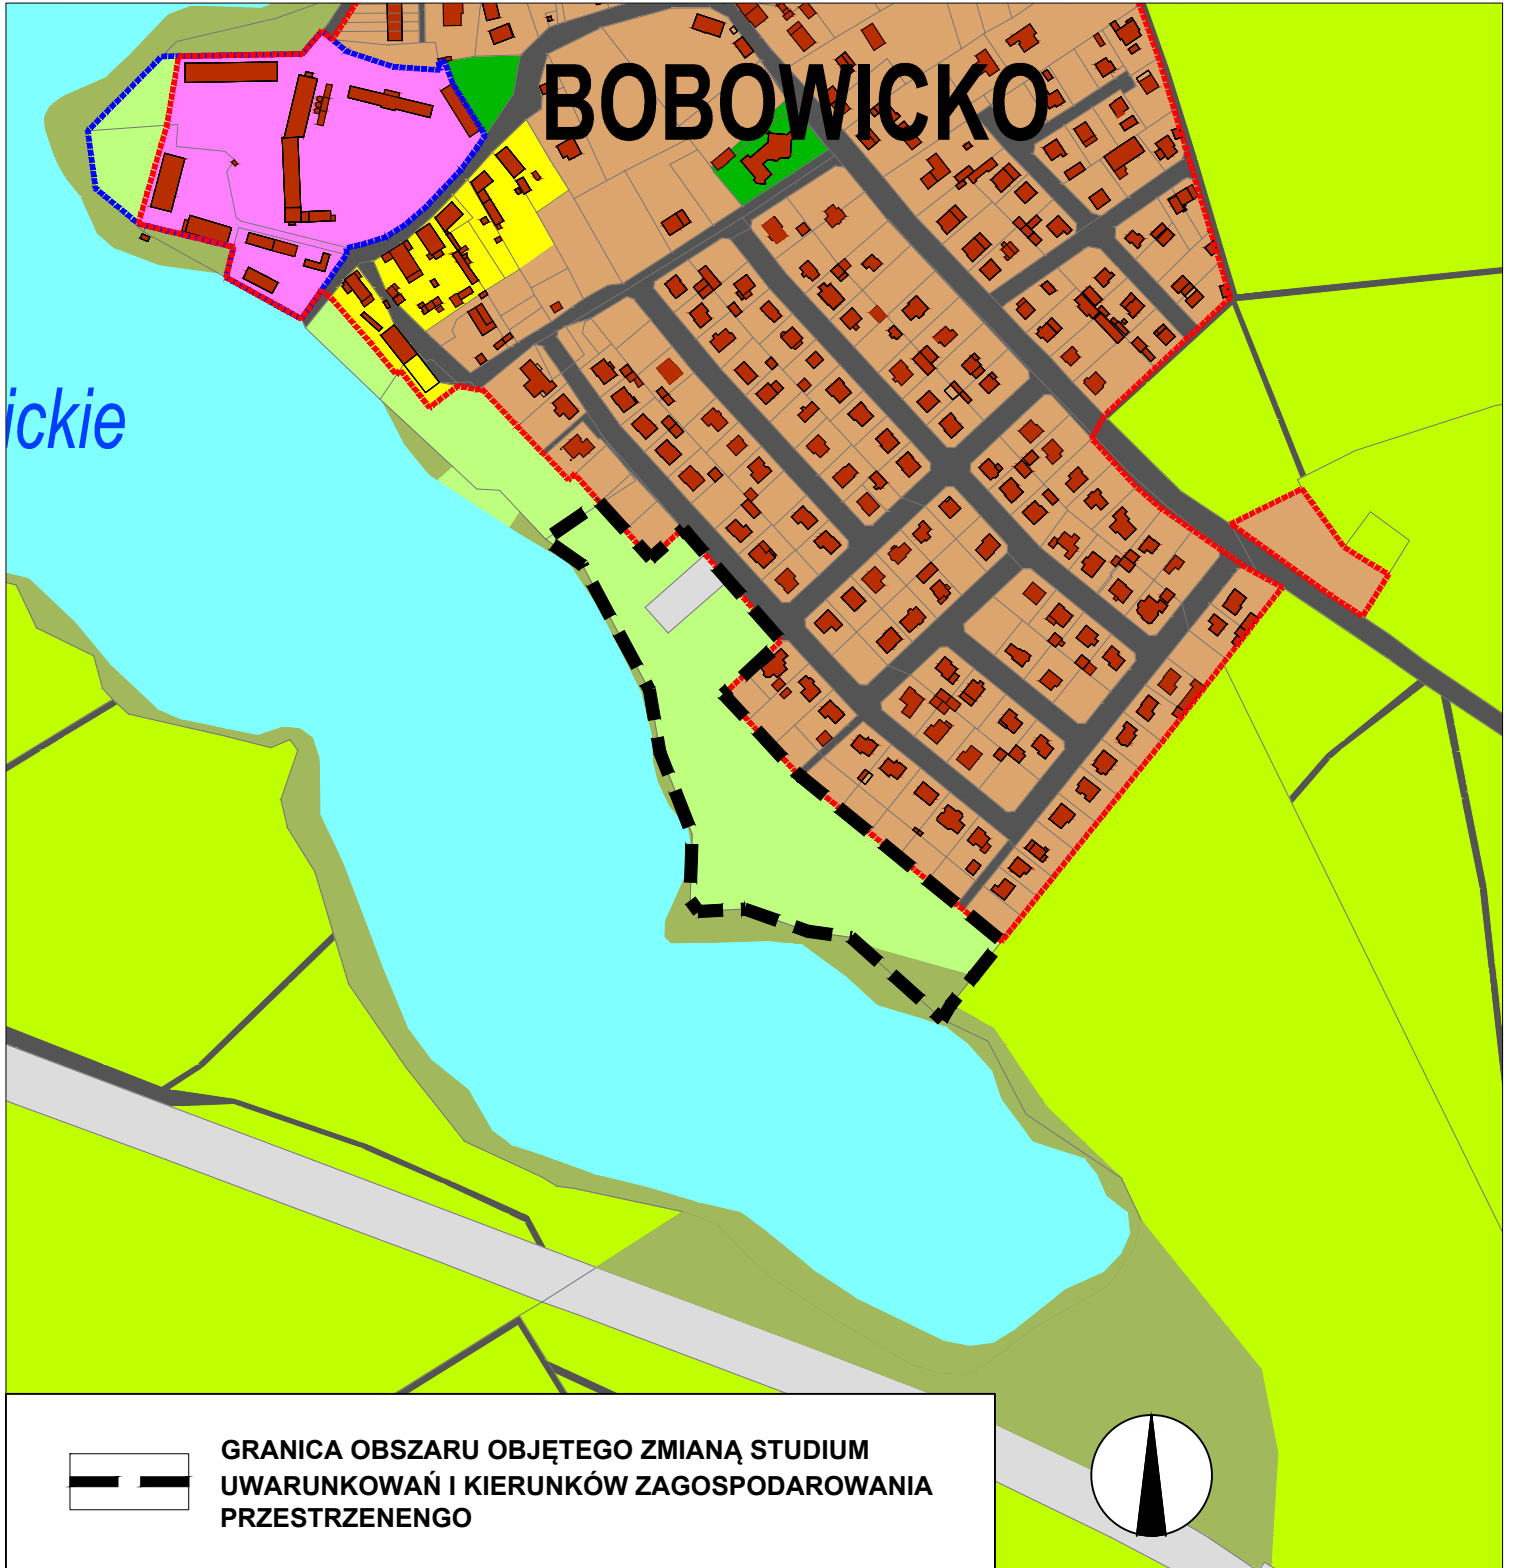 BOBOWICKO
ickie
GRANICA OBSZARU OBJĘTEGO ZMIANĄ STUDIUM
UWARUNKOWAŃ I KIERUNKÓW ZAGOSPODAROWANIA
PRZESTRZENENGO